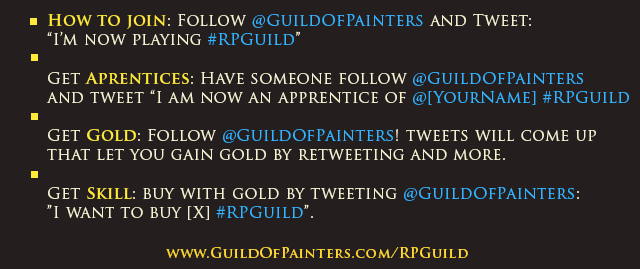 How to join: Follow @GuildOfPainters and Tweet:
“I’m now playing #RPGuild”
Get Aprentices: Have someone follow @GuildOfPainters
and tweet “I am now an apprentice of @[YourName] #RPGuild
Get Gold: Follow @GuildOfPainters! tweets will come up
that let you gain gold by retweeting and more.
Get Skill: buy with gold by tweeting @GuildOfPainters:
”I want to buy [X] #RPGuild”.
www.GuildOfPainters.com/RPGuild